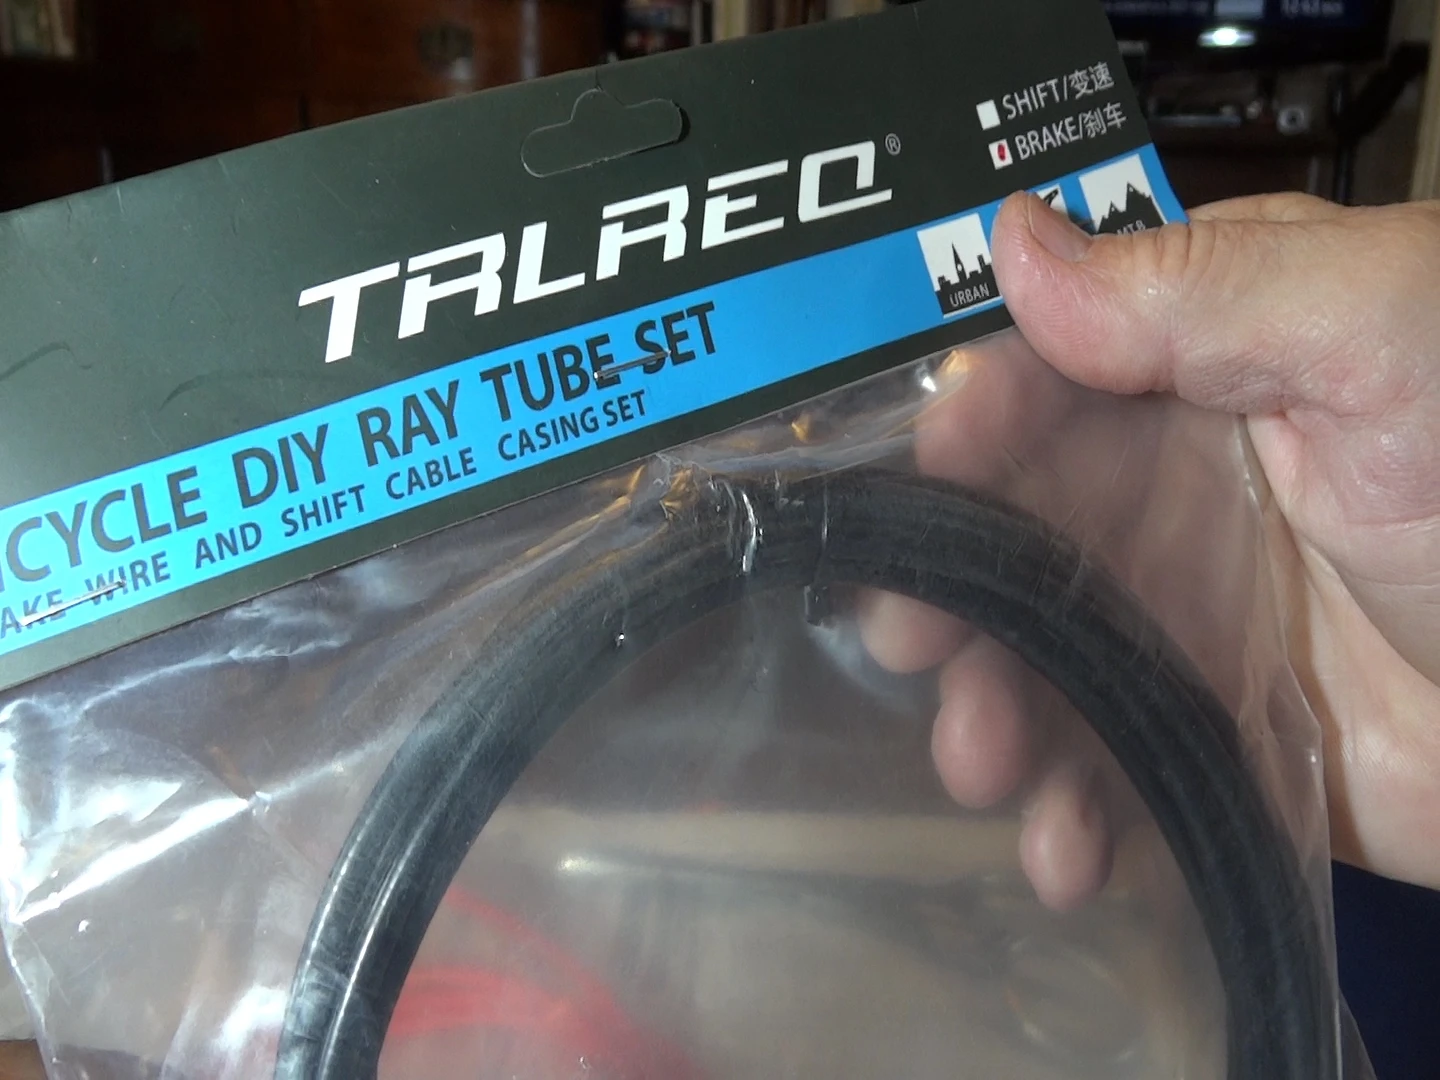 SHIFT/变速
BRAKE/刹车
TRLREQ®
URBAN
MT.B
ICYCLE DIY RAY TUBE SET
AKE WIRE AND SHIFT CABLE CASING SET